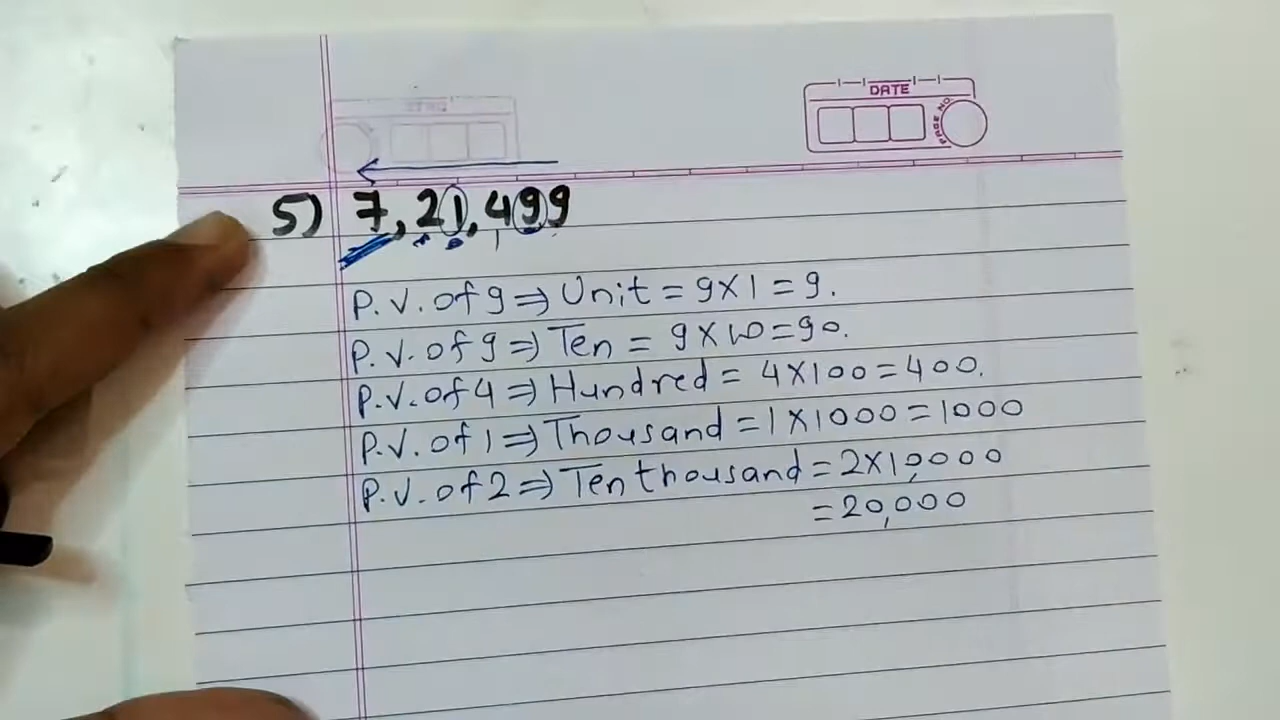 DATE
PAGE NO.
5) 7,21,499
P.V. of 9 ⇒ Unit = 9×1 = 9.
P.V. of 9 ⇒ Ten = 9×10=90.
P.V. of 4 ⇒ Hundred = 4×100=400.
P.V. of 1 ⇒ Thousand = 1×1000=1000
P.V. of 2 ⇒ Ten thousand = 2×10,000
= 20,000